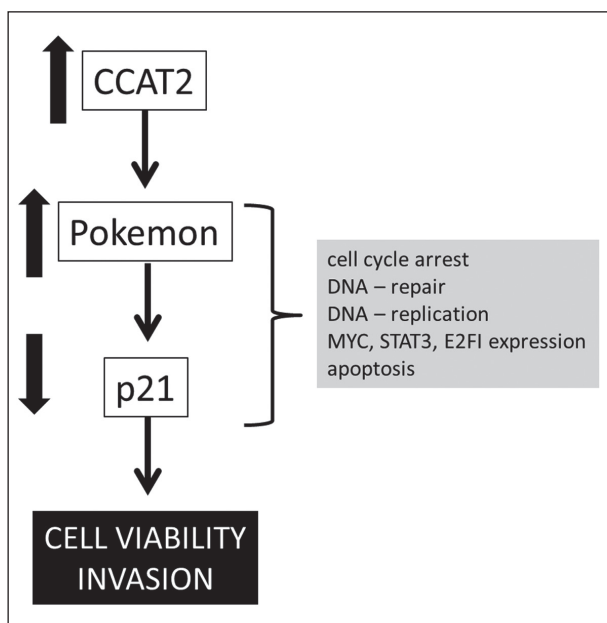 CCAT2
Pokemon
cell cycle arrest
DNA – repair
DNA – replication
MYC, STAT3, E2FI expression
apoptosis
p21
CELL VIABILITY
INVASION